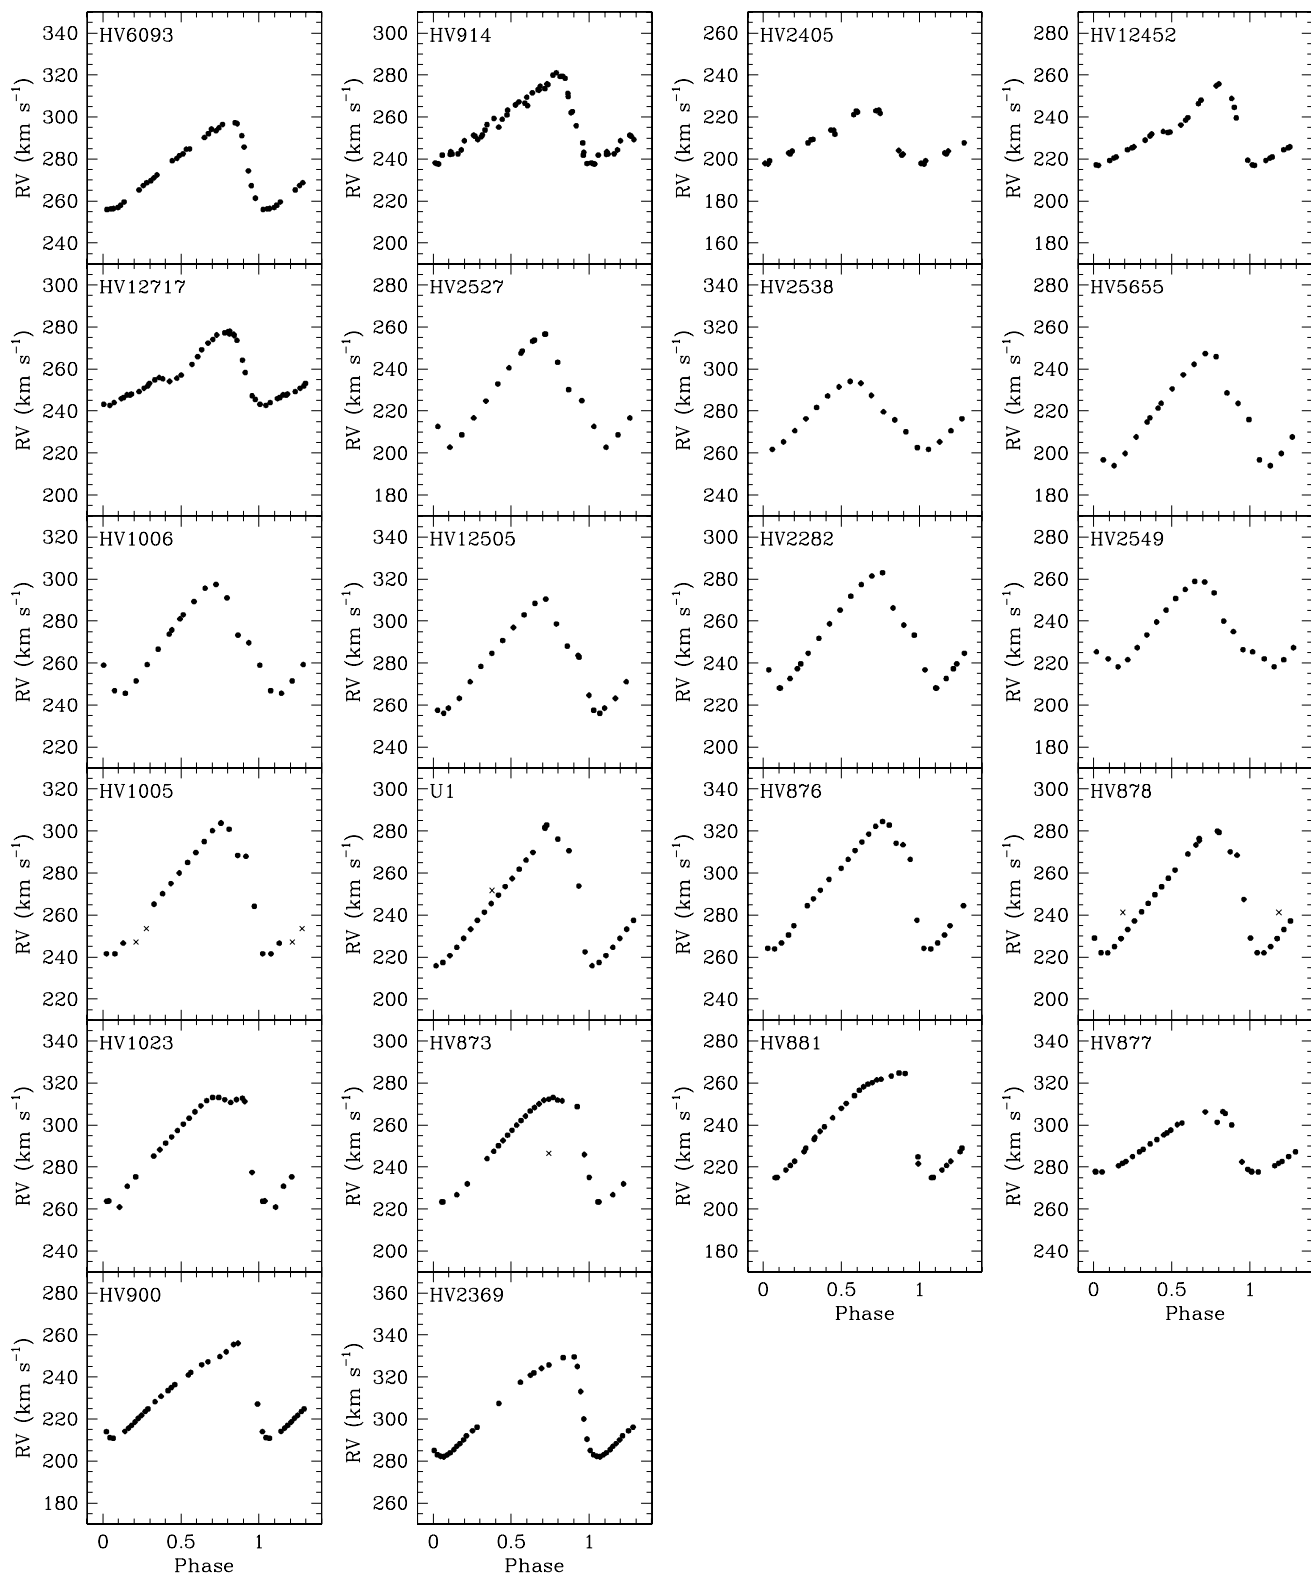 HV6093
340
320
300
280
260
240
RV (km s⁻¹)
HV914
300
280
260
240
220
200
RV (km s⁻¹)
HV2405
260
240
220
200
180
160
RV (km s⁻¹)
HV12452
280
260
240
220
200
180
RV (km s⁻¹)
HV12717
300
280
260
240
220
200
RV (km s⁻¹)
HV2527
280
260
240
220
200
180
RV (km s⁻¹)
HV2538
340
320
300
280
260
240
RV (km s⁻¹)
HV5655
280
260
240
220
200
180
RV (km s⁻¹)
HV1006
320
300
280
260
240
220
RV (km s⁻¹)
HV12505
340
320
300
280
260
240
RV (km s⁻¹)
HV2282
300
280
260
240
220
200
RV (km s⁻¹)
HV2549
280
260
240
220
200
180
RV (km s⁻¹)
HV1005
320
300
280
260
240
220
RV (km s⁻¹)
U1
300
280
260
240
220
200
RV (km s⁻¹)
HV876
340
320
300
280
260
240
RV (km s⁻¹)
HV878
300
280
260
240
220
200
RV (km s⁻¹)
HV1023
340
320
300
280
260
240
RV (km s⁻¹)
HV873
300
280
260
240
220
200
RV (km s⁻¹)
HV881
280
260
240
220
200
180
RV (km s⁻¹)
0 0.5 1
Phase
HV877
340
320
300
280
260
240
RV (km s⁻¹)
0 0.5 1
Phase
HV900
280
260
240
220
200
180
RV (km s⁻¹)
0 0.5 1
Phase
HV2369
360
340
320
300
280
260
RV (km s⁻¹)
0 0.5 1
Phase